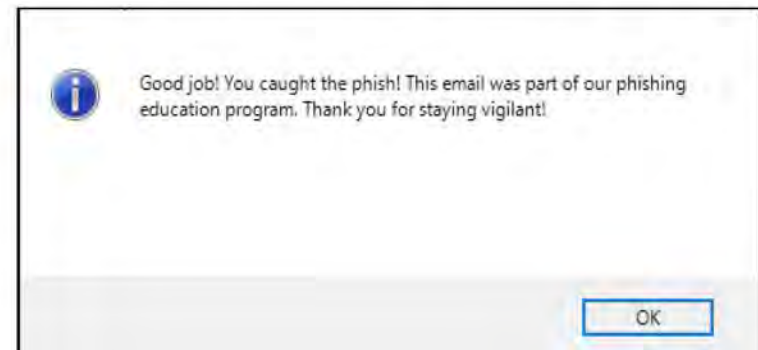 Good job! You caught the phish! This email was part of our phishing
education program. Thank you for staying vigilant!
OK